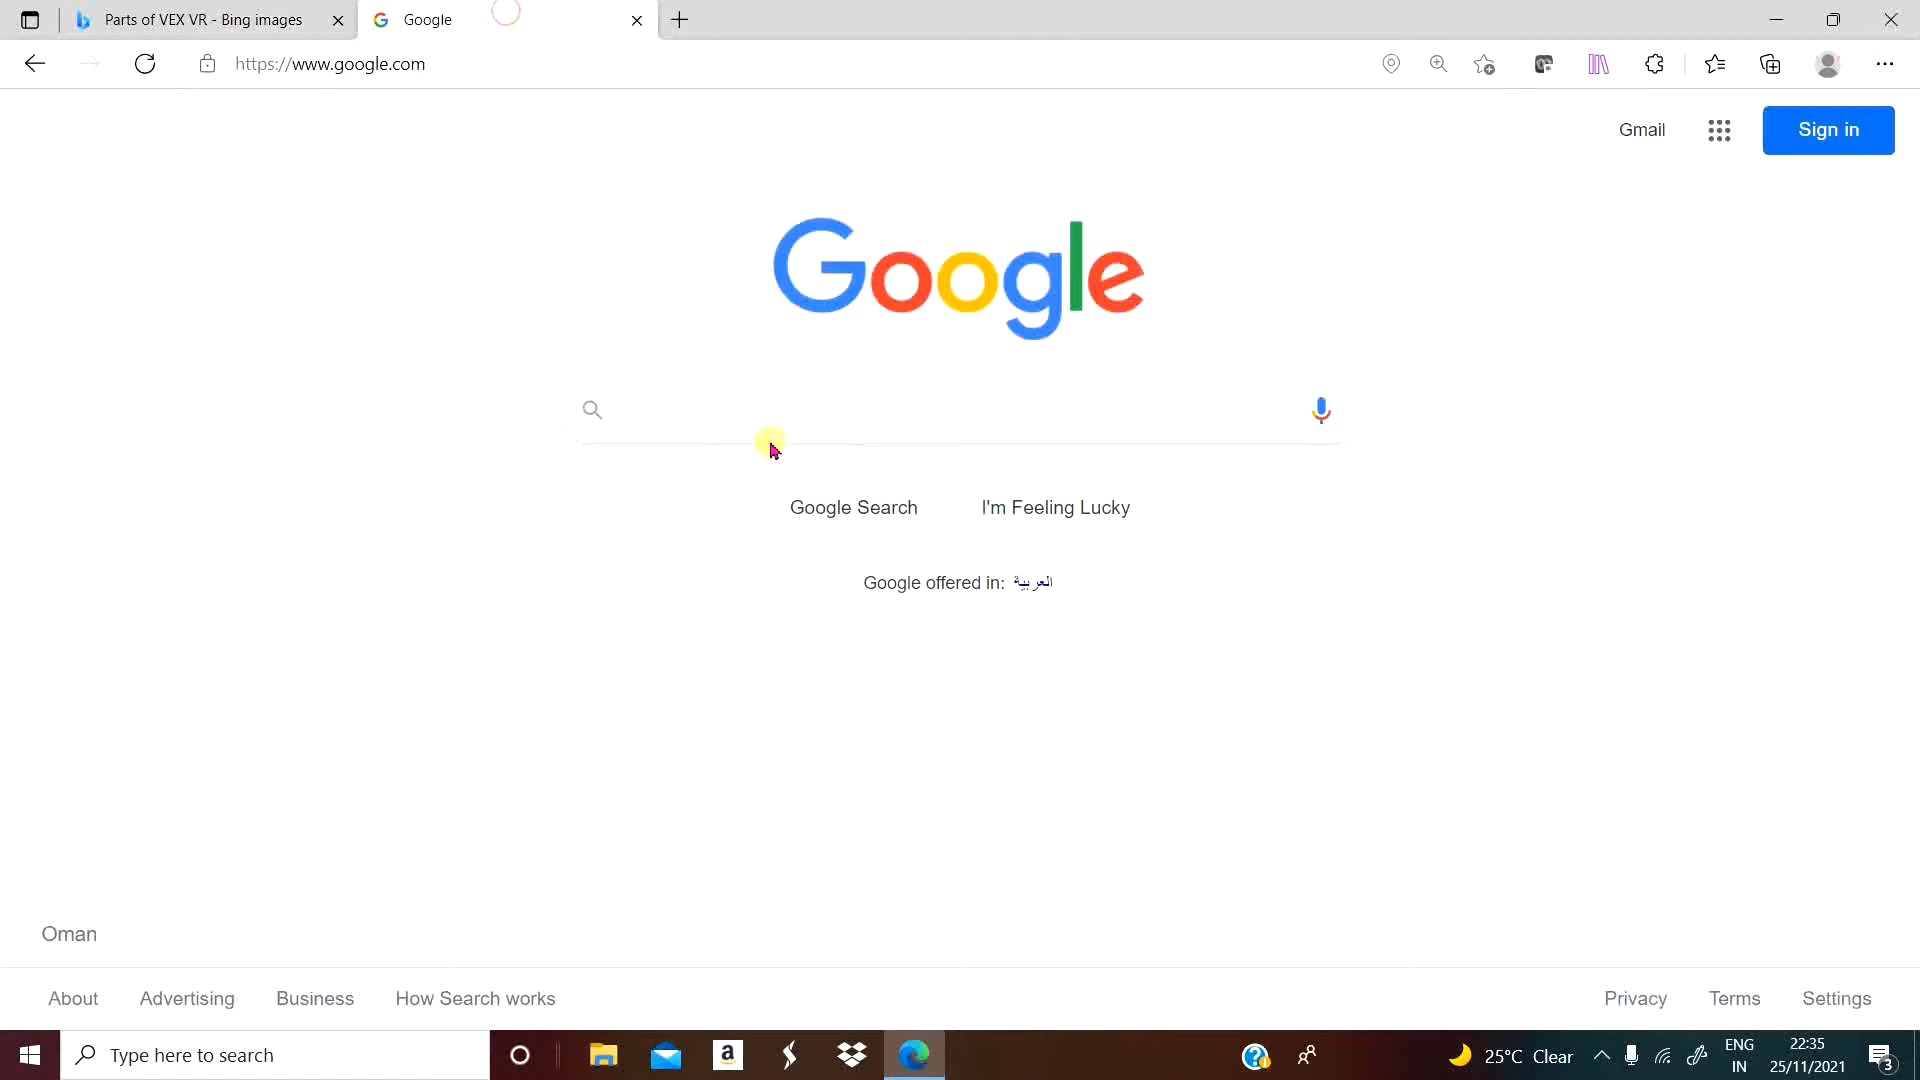 Parts of VEX VR - Bing images
Google
https://www.google.com
Gmail
Sign in
Google
Google Search
I'm Feeling Lucky
Google offered in: العربية
Oman
About
Advertising
Business
How Search works
Privacy
Terms
Settings
Type here to search
a
25°C Clear
ENG
IN
22:35
25/11/2021
3